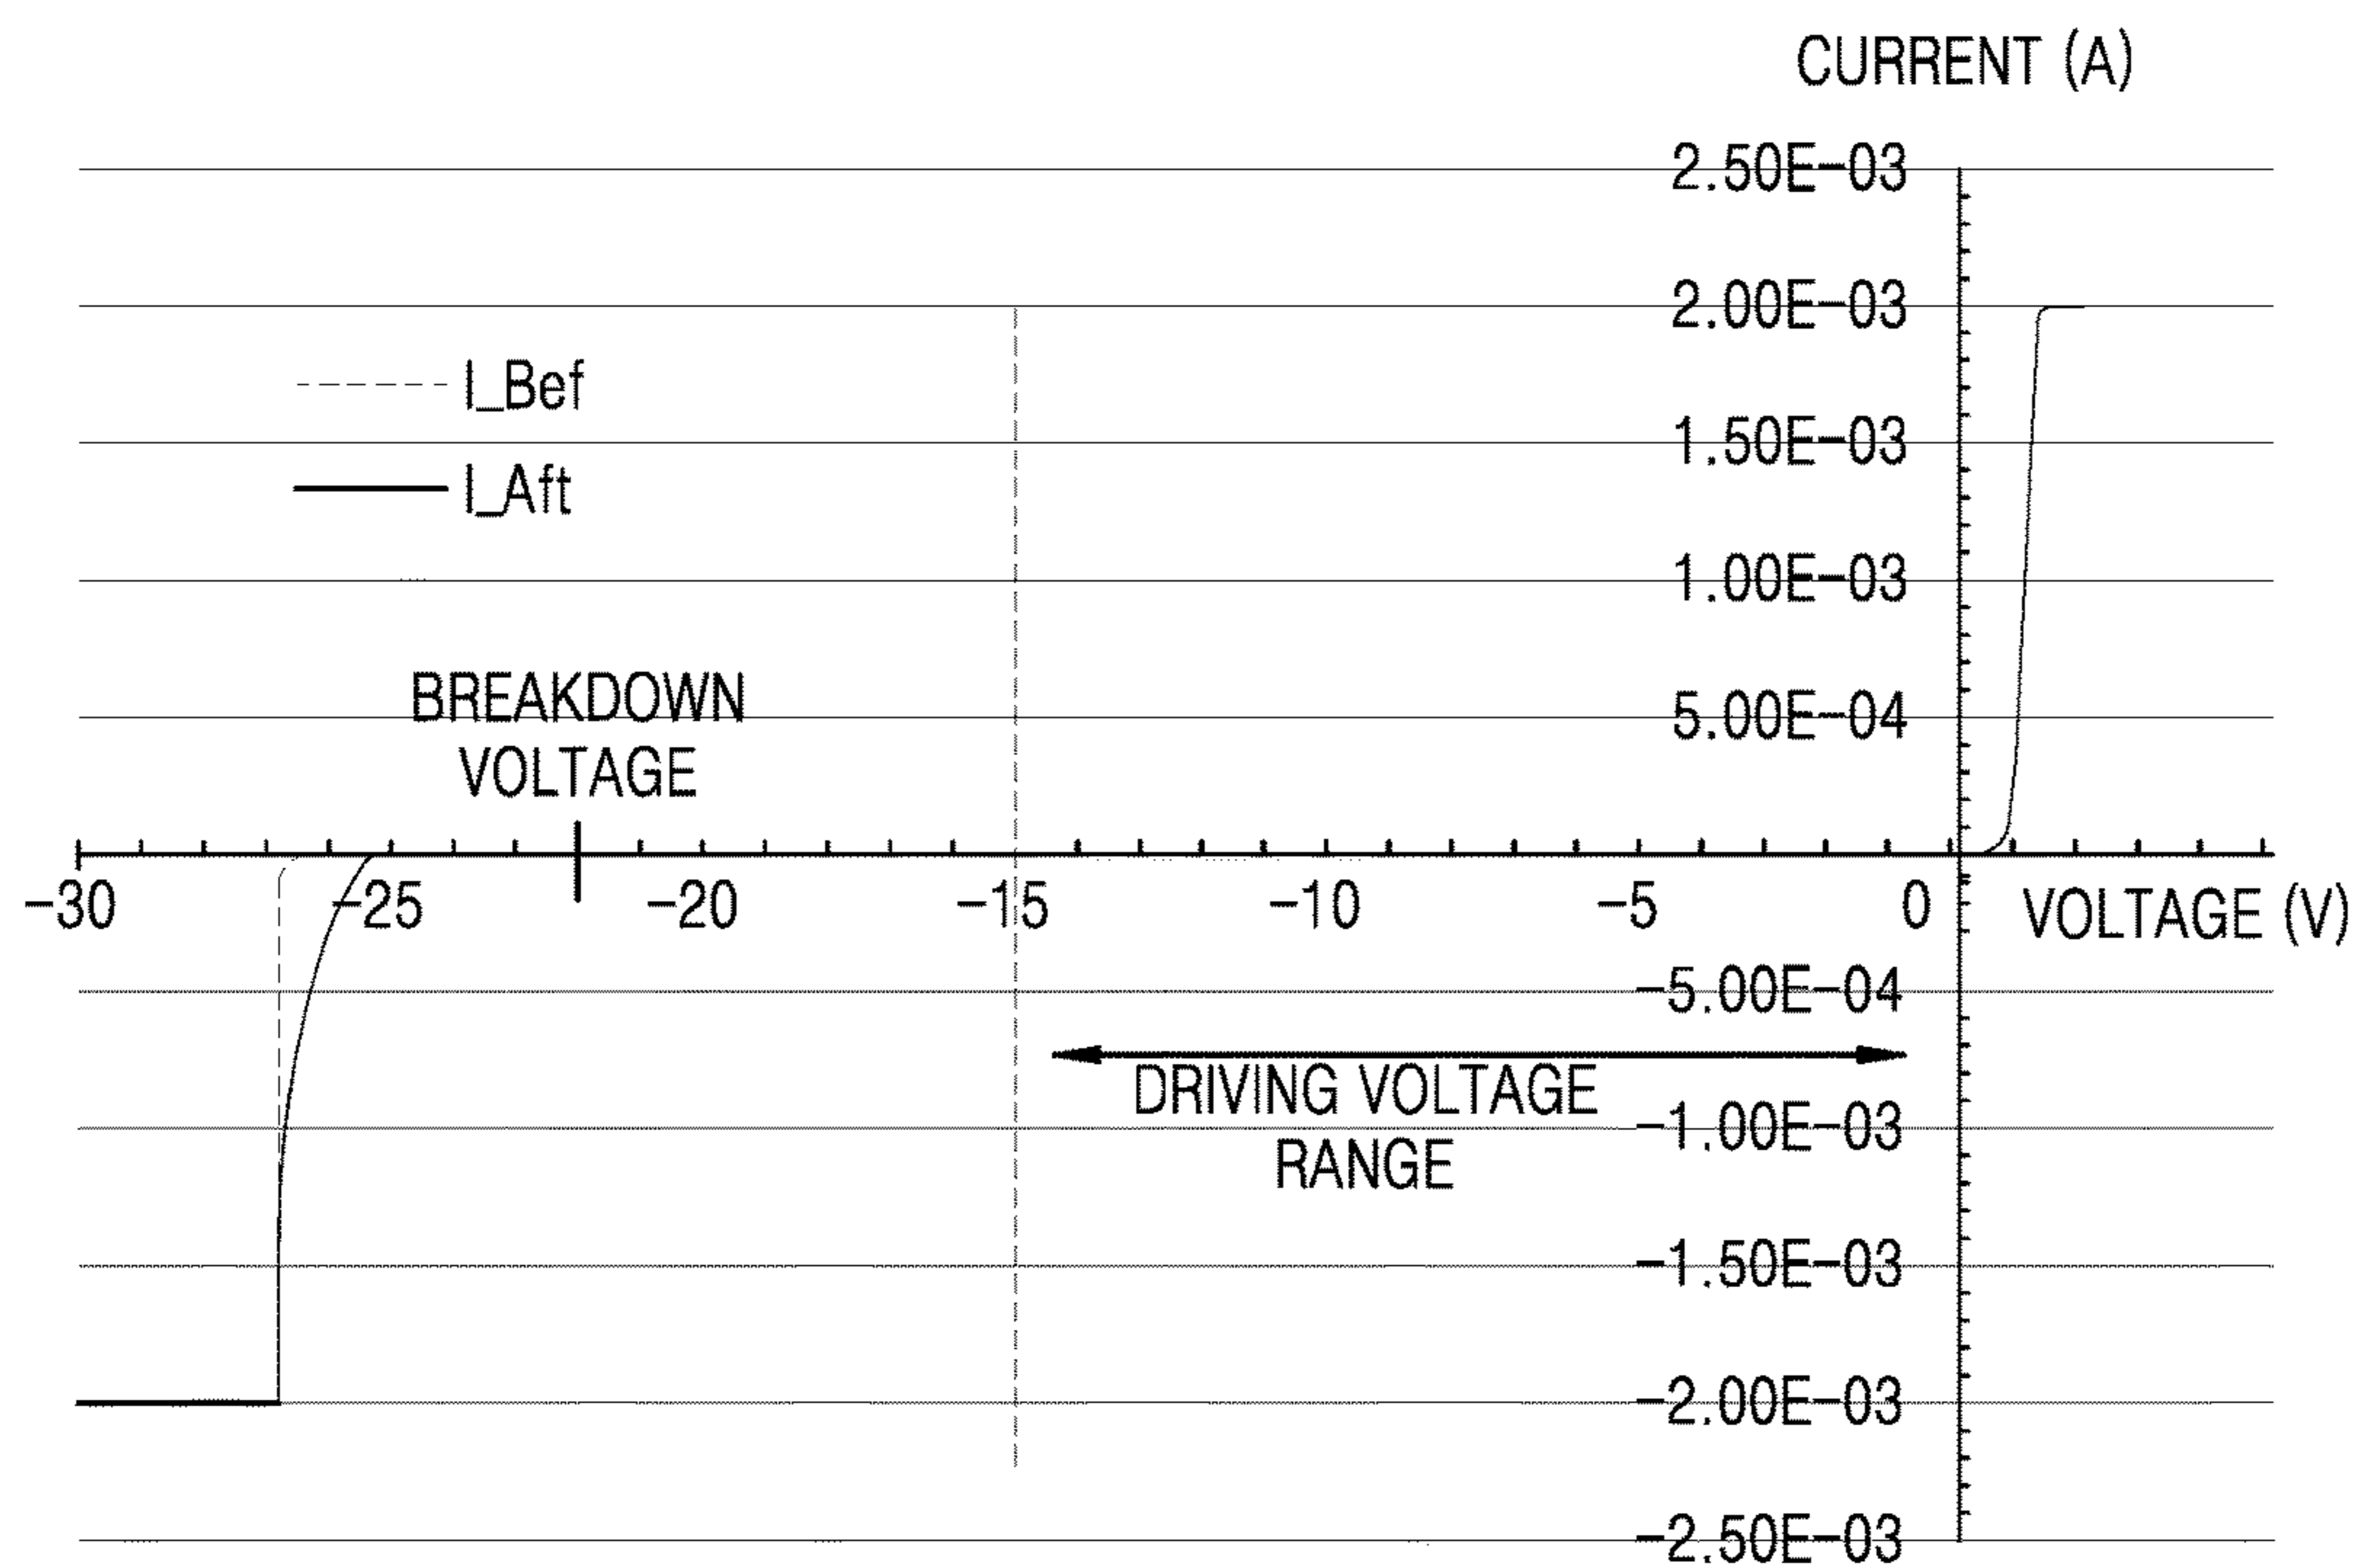 CURRENT (A)
2.50E-03
2.00E-03
I_Bef
1.50E-03
I_Aft
1.00E-03
BREAKDOWN
5.00E-04
VOLTAGE
-30
-25
-20
-15
-10
-5
0
VOLTAGE (V)
-5.00E-04
DRIVING VOLTAGE
-1.00E-03
RANGE
-1.50E-03
-2.00E-03
-2.50E-03